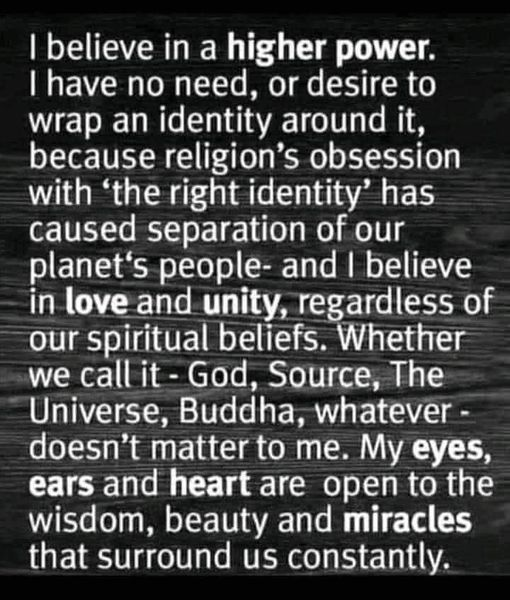 I believe in a higher power.
I have no need, or desire to
wrap an identity around it,
because religion's obsession
with ‘the right identity’ has
caused separation of our
planet‘s people- and I believe
in love and unity, regardless of
our spiritual beliefs. Whether
we call it - God, Source, The
Universe, Buddha, whatever -
doesn't matter to me. My eyes,
ears and heart are open to the
wisdom, beauty and miracles
that surround us constantly.